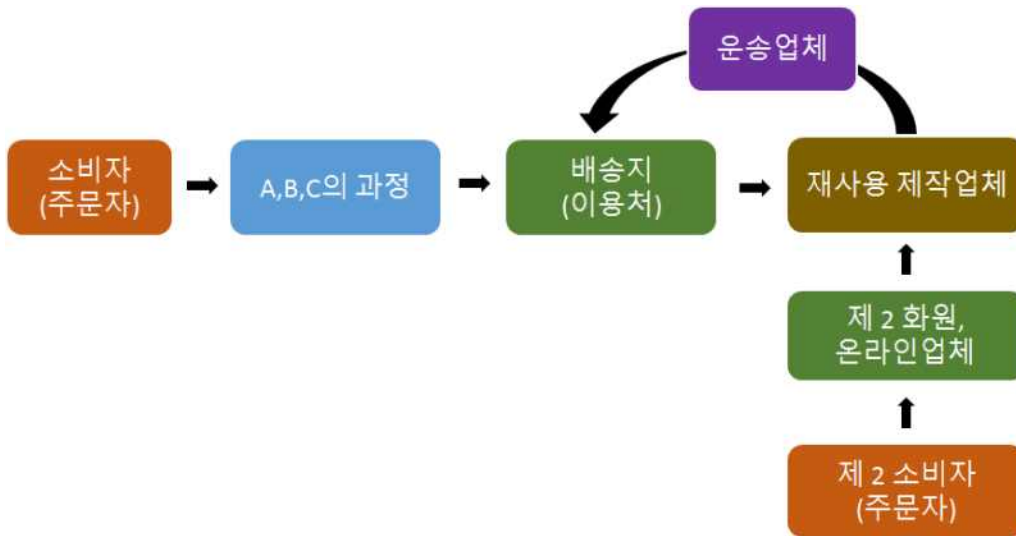 운송업체
소비자
(주문자)
A,B,C의 과정
배송지
(이용처)
재사용 제작업체
제 2 화원,
온라인업체
제 2 소비자
(주문자)